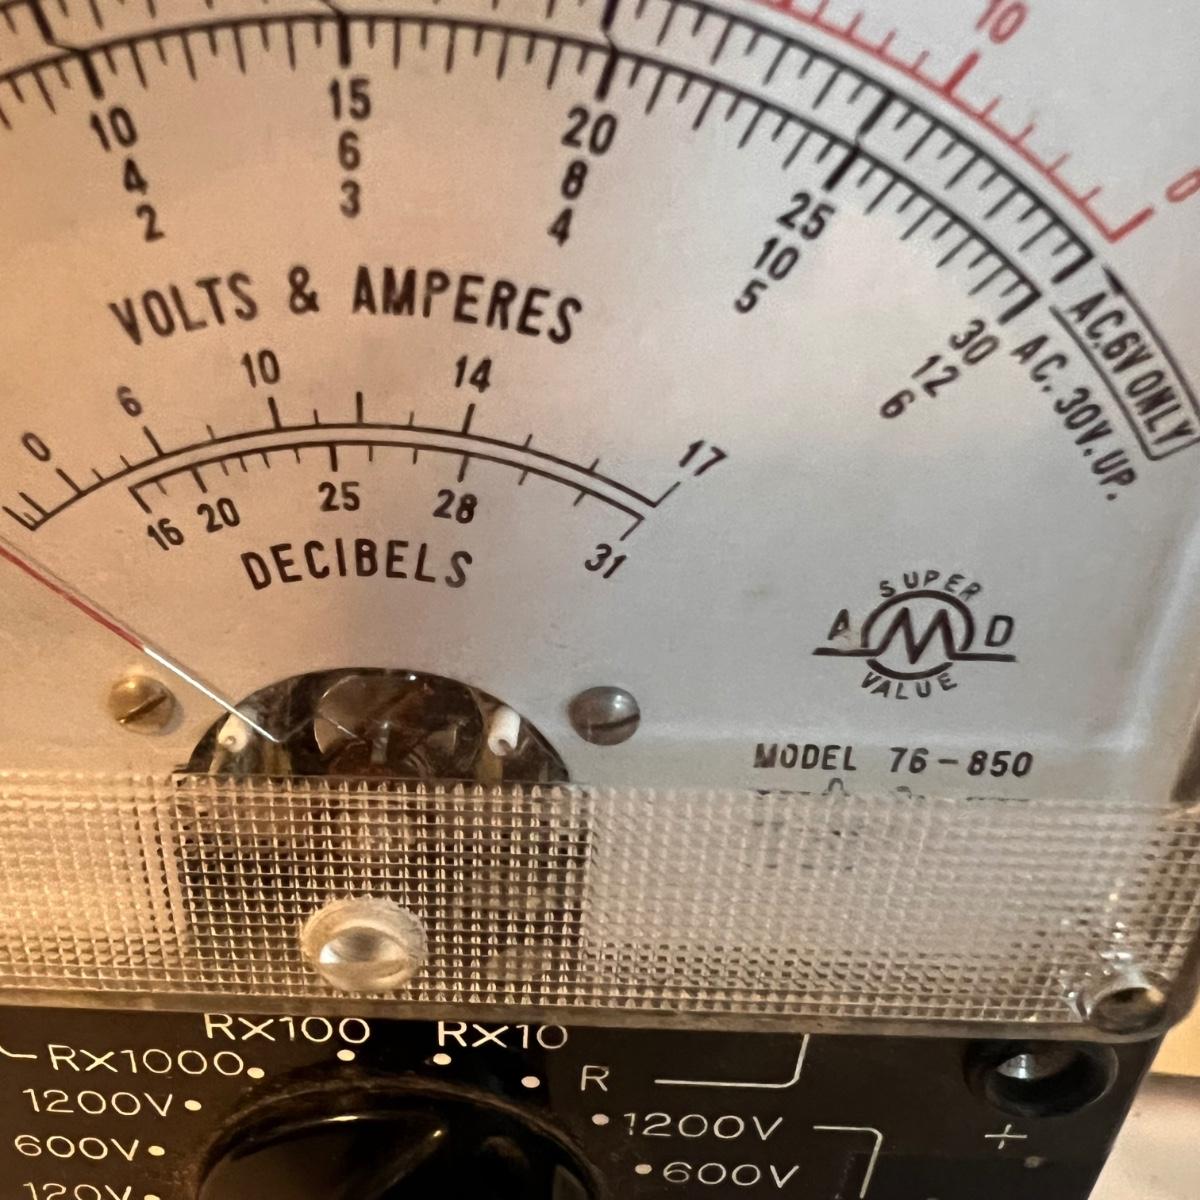 10
0
10 15 20 25 30
4 6 8 10 12
2 3 4 5 6
AC.6V ONLY
AC. 30V. UP.
VOLTS & AMPERES
0 6 10 14 17
16 20 25 28 31
DECIBELS
SUPER
A M D
VALUE
MODEL 76-850
RX100 RX10
RX1000 R
1200V 1200V
600V 600V
120V
+